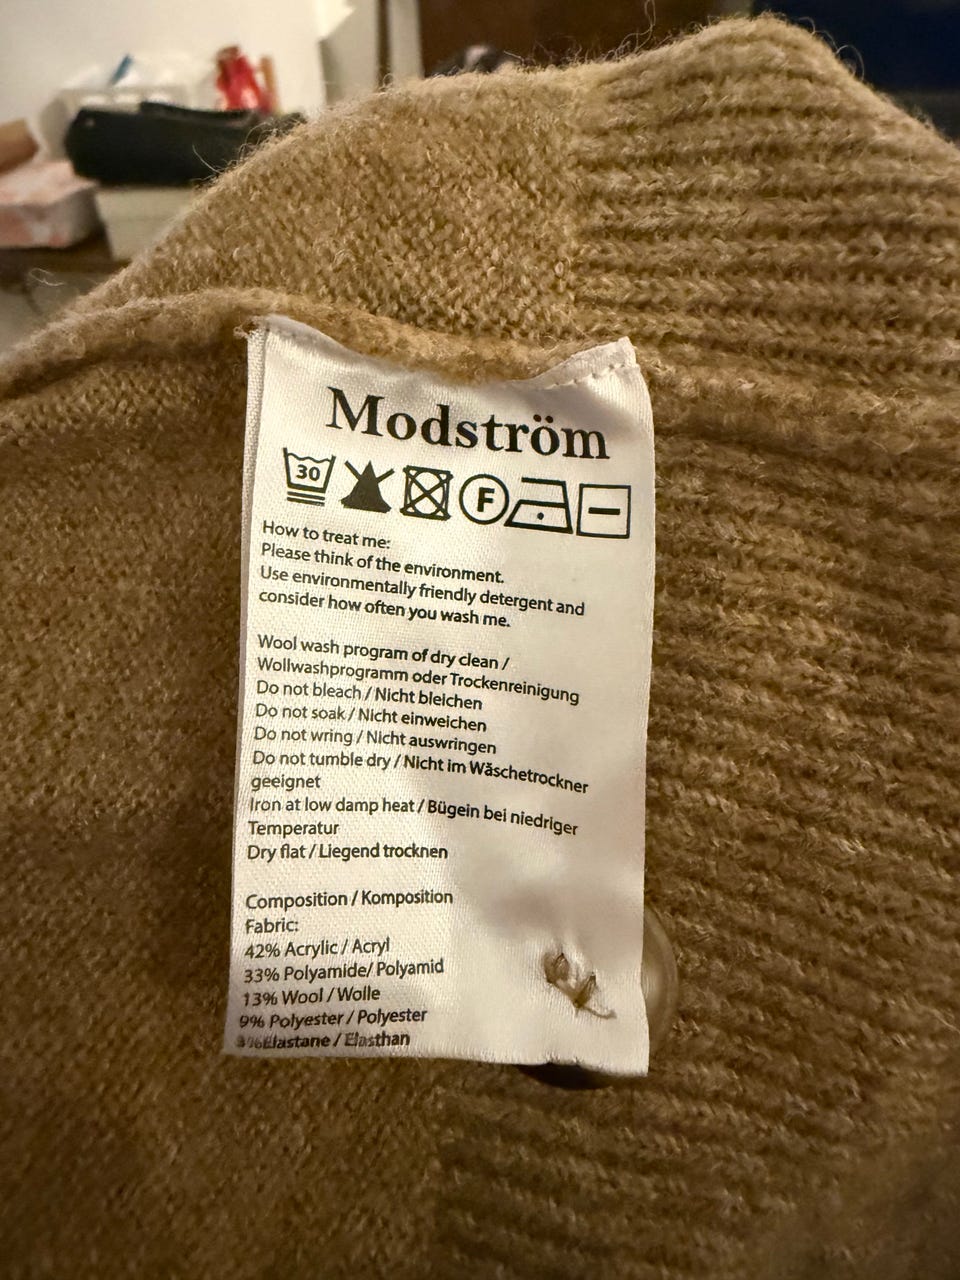 Modström
30
F
How to treat me:
Please think of the environment.
Use environmentally friendly detergent and
consider how often you wash me.
Wool wash program of dry clean /
Wollwashprogramm oder Trockenreinigung
Do not bleach / Nicht bleichen
Do not soak / Nicht einweichen
Do not wring / Nicht auswringen
Do not tumble dry / Nicht im Wäschetrockner
geeignet
Iron at low damp heat / Bügein bei niedriger
Temperatur
Dry flat / Liegend trocknen
Composition / Komposition
Fabric:
42% Acrylic / Acryl
33% Polyamide/ Polyamid
13% Wool / Wolle
9% Polyester / Polyester
3% Elastane / Elasthan